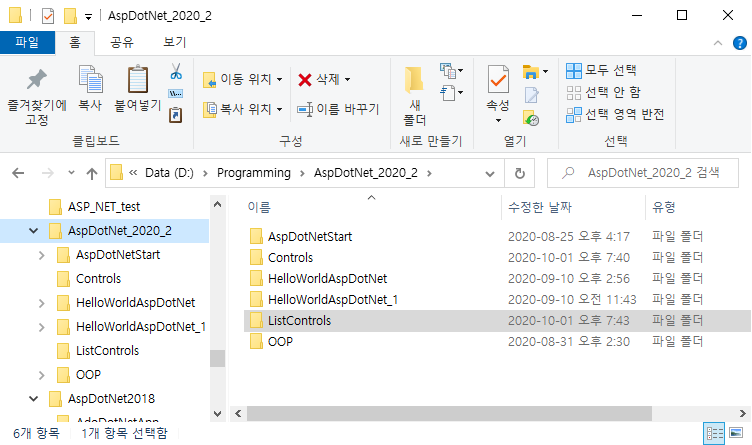 AspDotNet_2020_2
파일 홈 공유 보기
즐겨찾기에 고정 복사 붙여넣기 이동 위치 복사 위치 삭제 이름 바꾸기 새 폴더 속성 모두 선택 선택 안 함 선택 영역 반전
클립보드 구성 새로 만들기 열기 선택
« Data (D:) > Programming > AspDotNet_2020_2 > AspDotNet_2020_2 검색
ASP_NET_test
AspDotNet_2020_2
AspDotNetStart
Controls
HelloWorldAspDotNet
HelloWorldAspDotNet_1
ListControls
OOP
AspDotNet2018
이름 수정한 날짜 유형
AspDotNetStart 2020-08-25 오후 4:17 파일 폴더
Controls 2020-10-01 오후 7:40 파일 폴더
HelloWorldAspDotNet 2020-09-10 오후 2:56 파일 폴더
HelloWorldAspDotNet_1 2020-09-10 오전 11:43 파일 폴더
ListControls 2020-10-01 오후 7:43 파일 폴더
OOP 2020-08-31 오후 2:30 파일 폴더
6개 항목 1개 항목 선택함